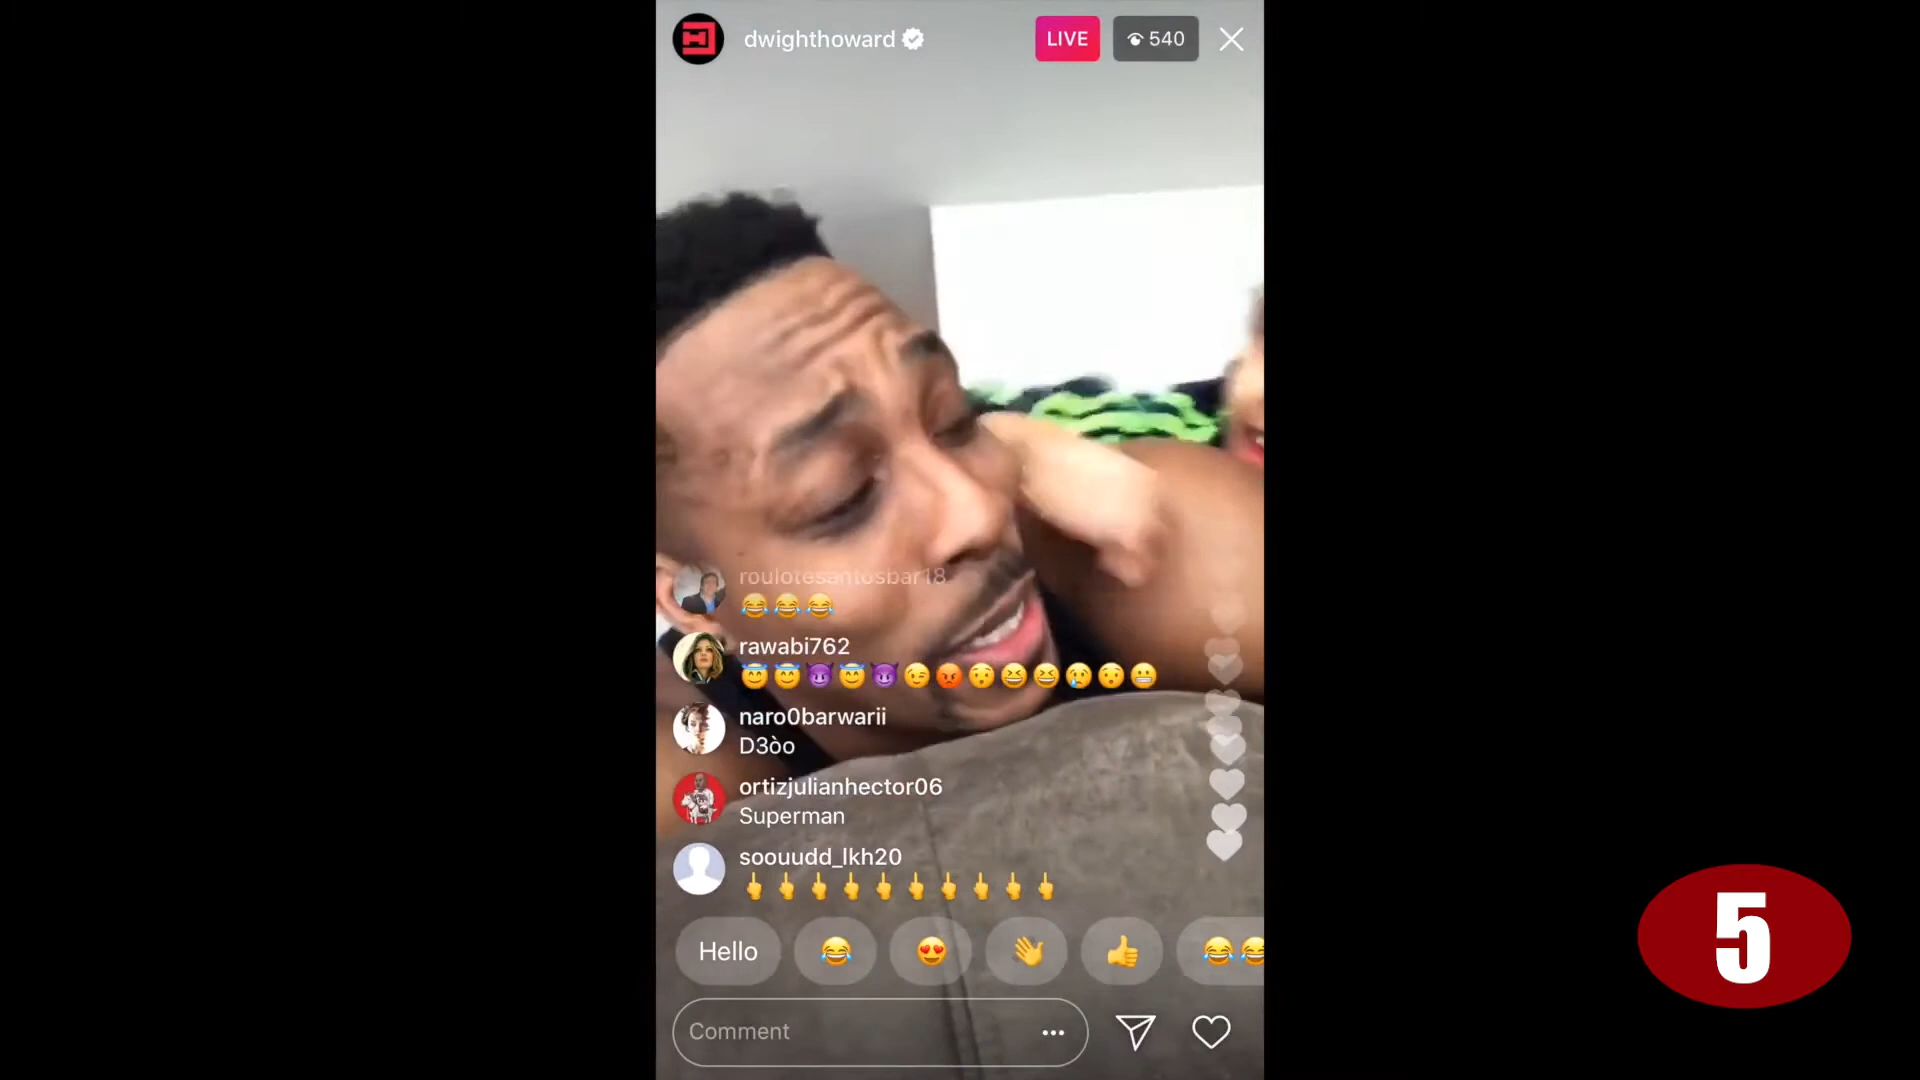 dwighthoward
LIVE
540
roulotesantosbar18
😂😂😂
rawabi762
😇😇😈😇😈😉😡😯😆😆😢😯😬
naro0barwarii
D3òo
ortizjulianhector06
Superman
soouudd_lkh20
🖕🖕🖕🖕🖕🖕🖕🖕🖕🖕
Hello 😂 😍 👋 👍 😂😂
Comment
5